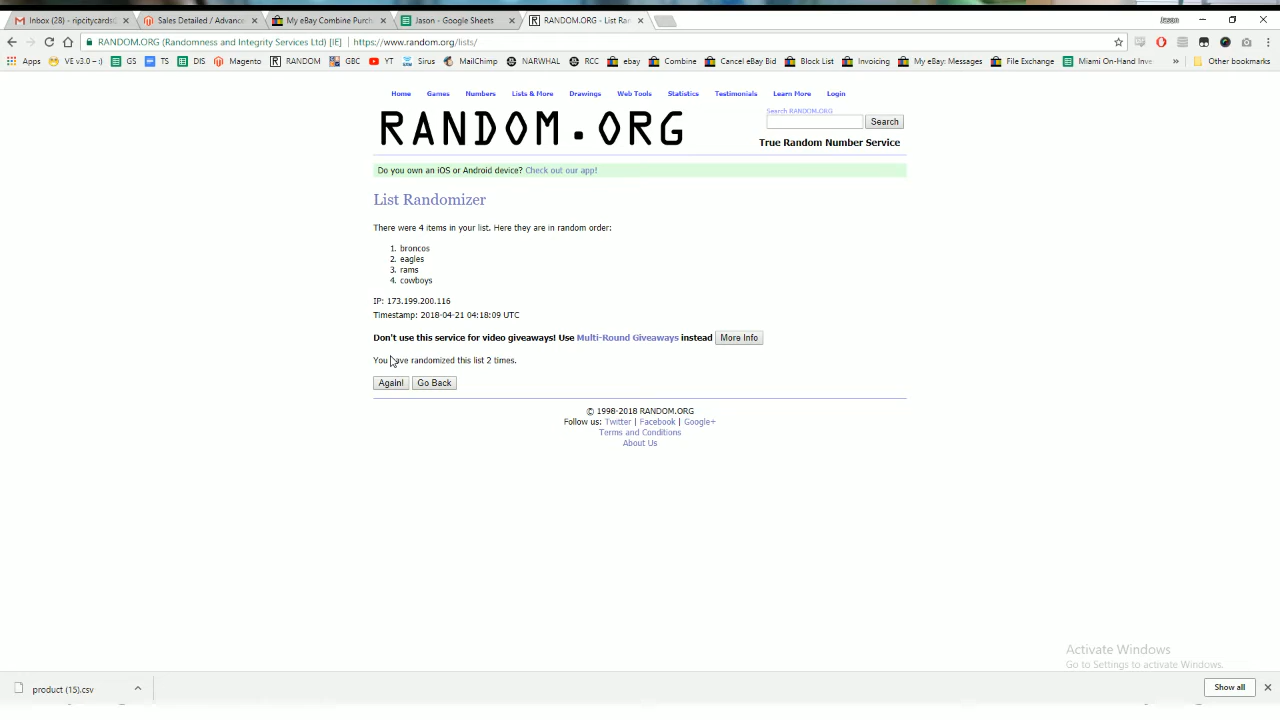 Inbox (28) - ripcitycards
Sales Detailed / Advance
My eBay Combine Purch
Jason - Google Sheets
RANDOM.ORG - List Ran
RANDOM.ORG (Randomness and Integrity Services Ltd) [IE] | https://www.random.org/lists/
Apps VE v3.0 :) GS TS DIS Magento RANDOM GBC YT Sirus MailChimp NARWHAL RCC ebay Combine Cancel eBay Bid Block List Invoicing My eBay: Messages File Exchange Miami On-Hand Inve » Other bookmarks
Home Games Numbers Lists & More Drawings Web Tools Statistics Testimonials Learn More Login
Search RANDOM.ORG
RANDOM.ORG
Search
True Random Number Service
Do you own an iOS or Android device? Check out our app!
List Randomizer
There were 4 items in your list. Here they are in random order:
1. broncos
2. eagles
3. rams
4. cowboys
IP: 173.199.200.116
Timestamp: 2018-04-21 04:18:09 UTC
Don't use this service for video giveaways! Use Multi-Round Giveaways instead More Info
You have randomized this list 2 times.
Again! Go Back
© 1998-2018 RANDOM.ORG
Follow us: Twitter | Facebook | Google+
Terms and Conditions
About Us
Activate Windows
Go to Settings to activate Windows.
product (15).csv
Show all